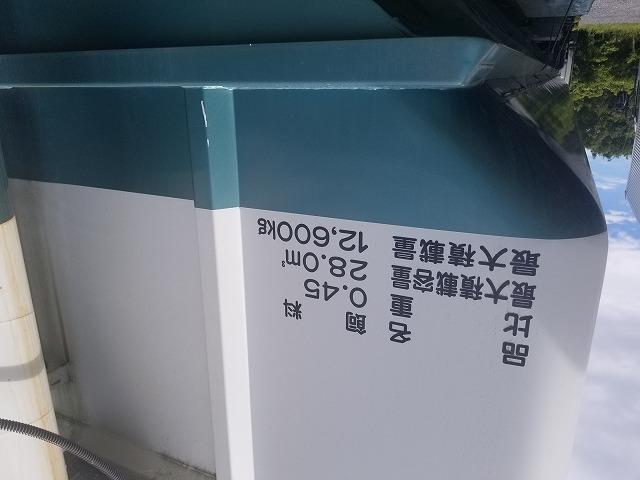 品名 飼料
比重 0.45
最大積載容量 28.0m³
最大積載量 12,600kg